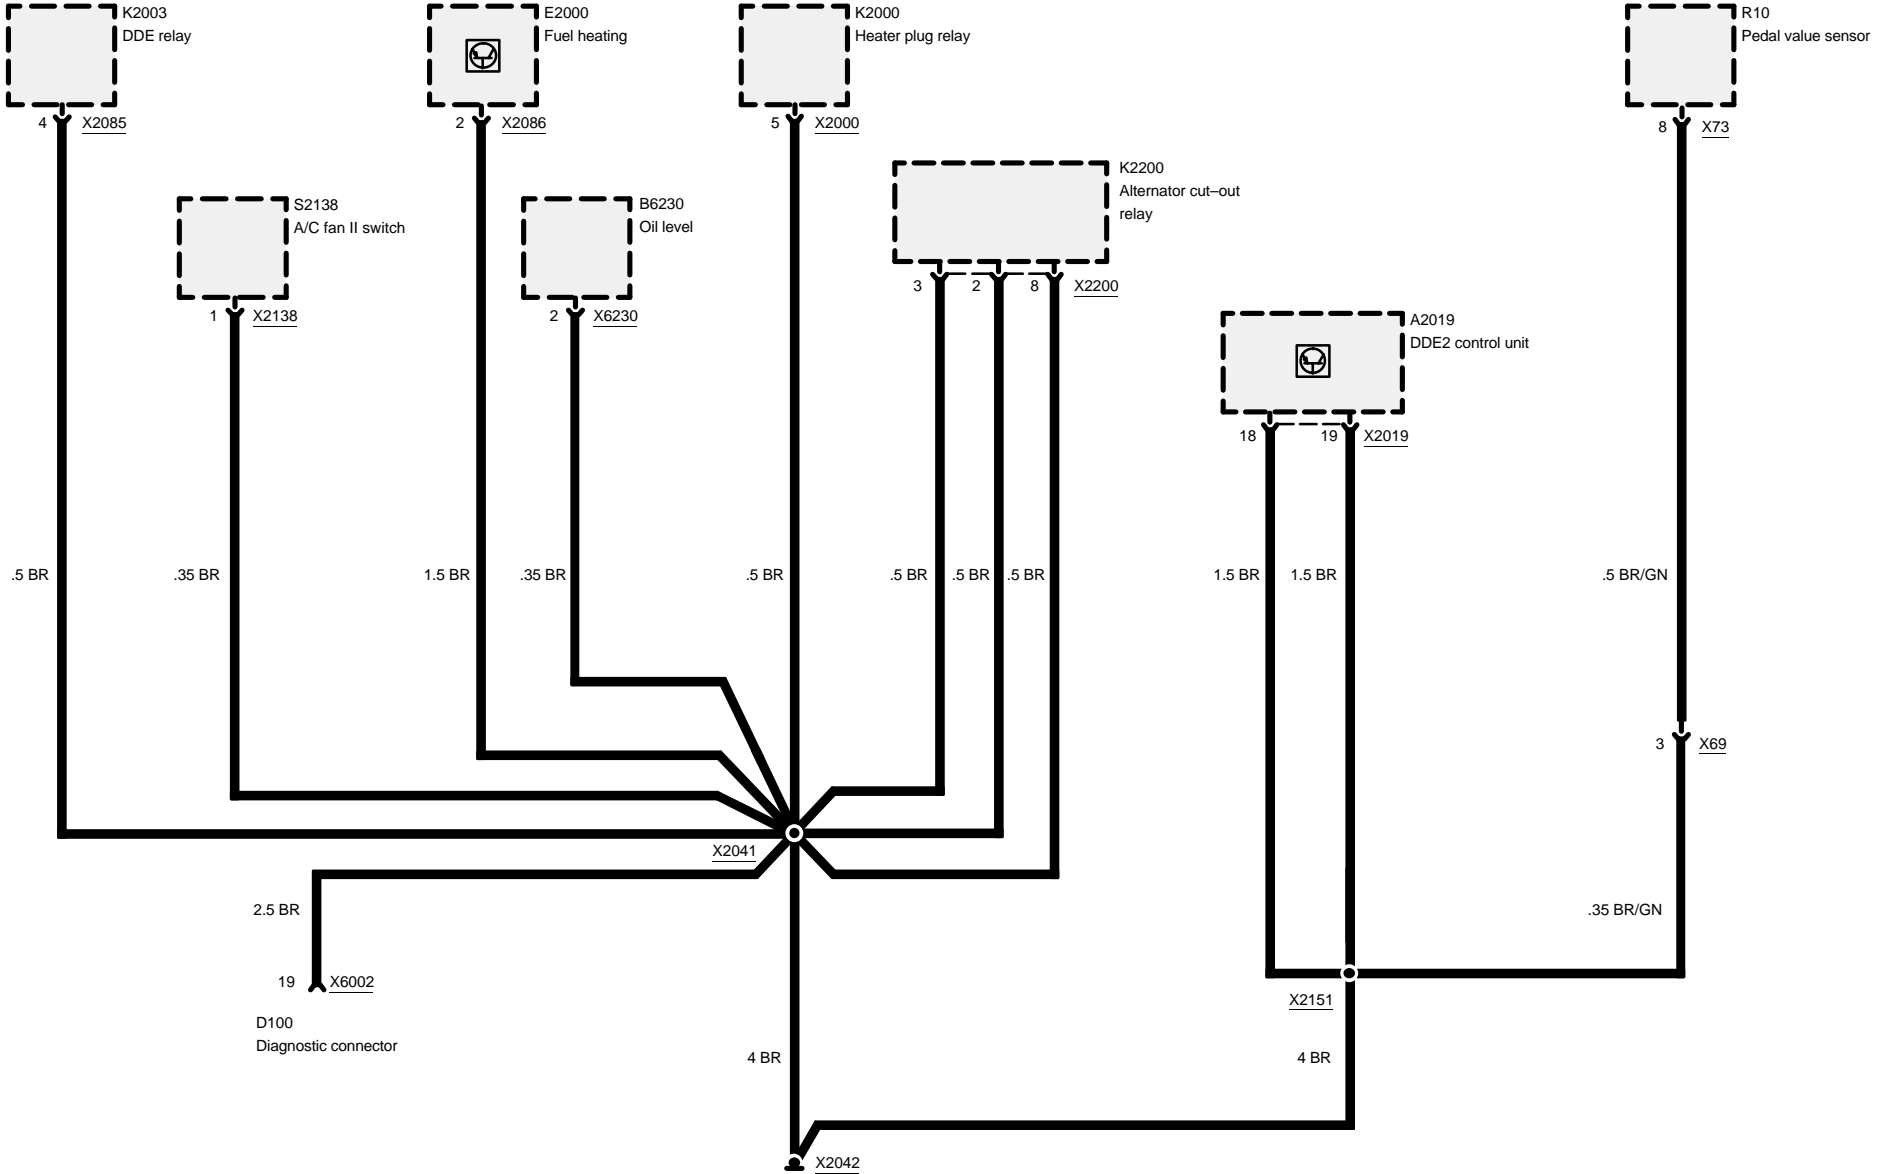 K2003
DDE relay
E2000
Fuel heating
K2000
Heater plug relay
R10
Pedal value sensor
4 X2085
2 X2086
5 X2000
8 X73
K2200
Alternator cut–out
relay
S2138
A/C fan II switch
B6230
Oil level
3 2 8 X2200
1 X2138
2 X6230
A2019
DDE2 control unit
18 19 X2019
.5 BR .35 BR 1.5 BR .35 BR .5 BR .5 BR .5 BR .5 BR 1.5 BR 1.5 BR .5 BR/GN
3 X69
X2041
2.5 BR
.35 BR/GN
19 X6002
X2151
D100
Diagnostic connector
4 BR 4 BR
X2042